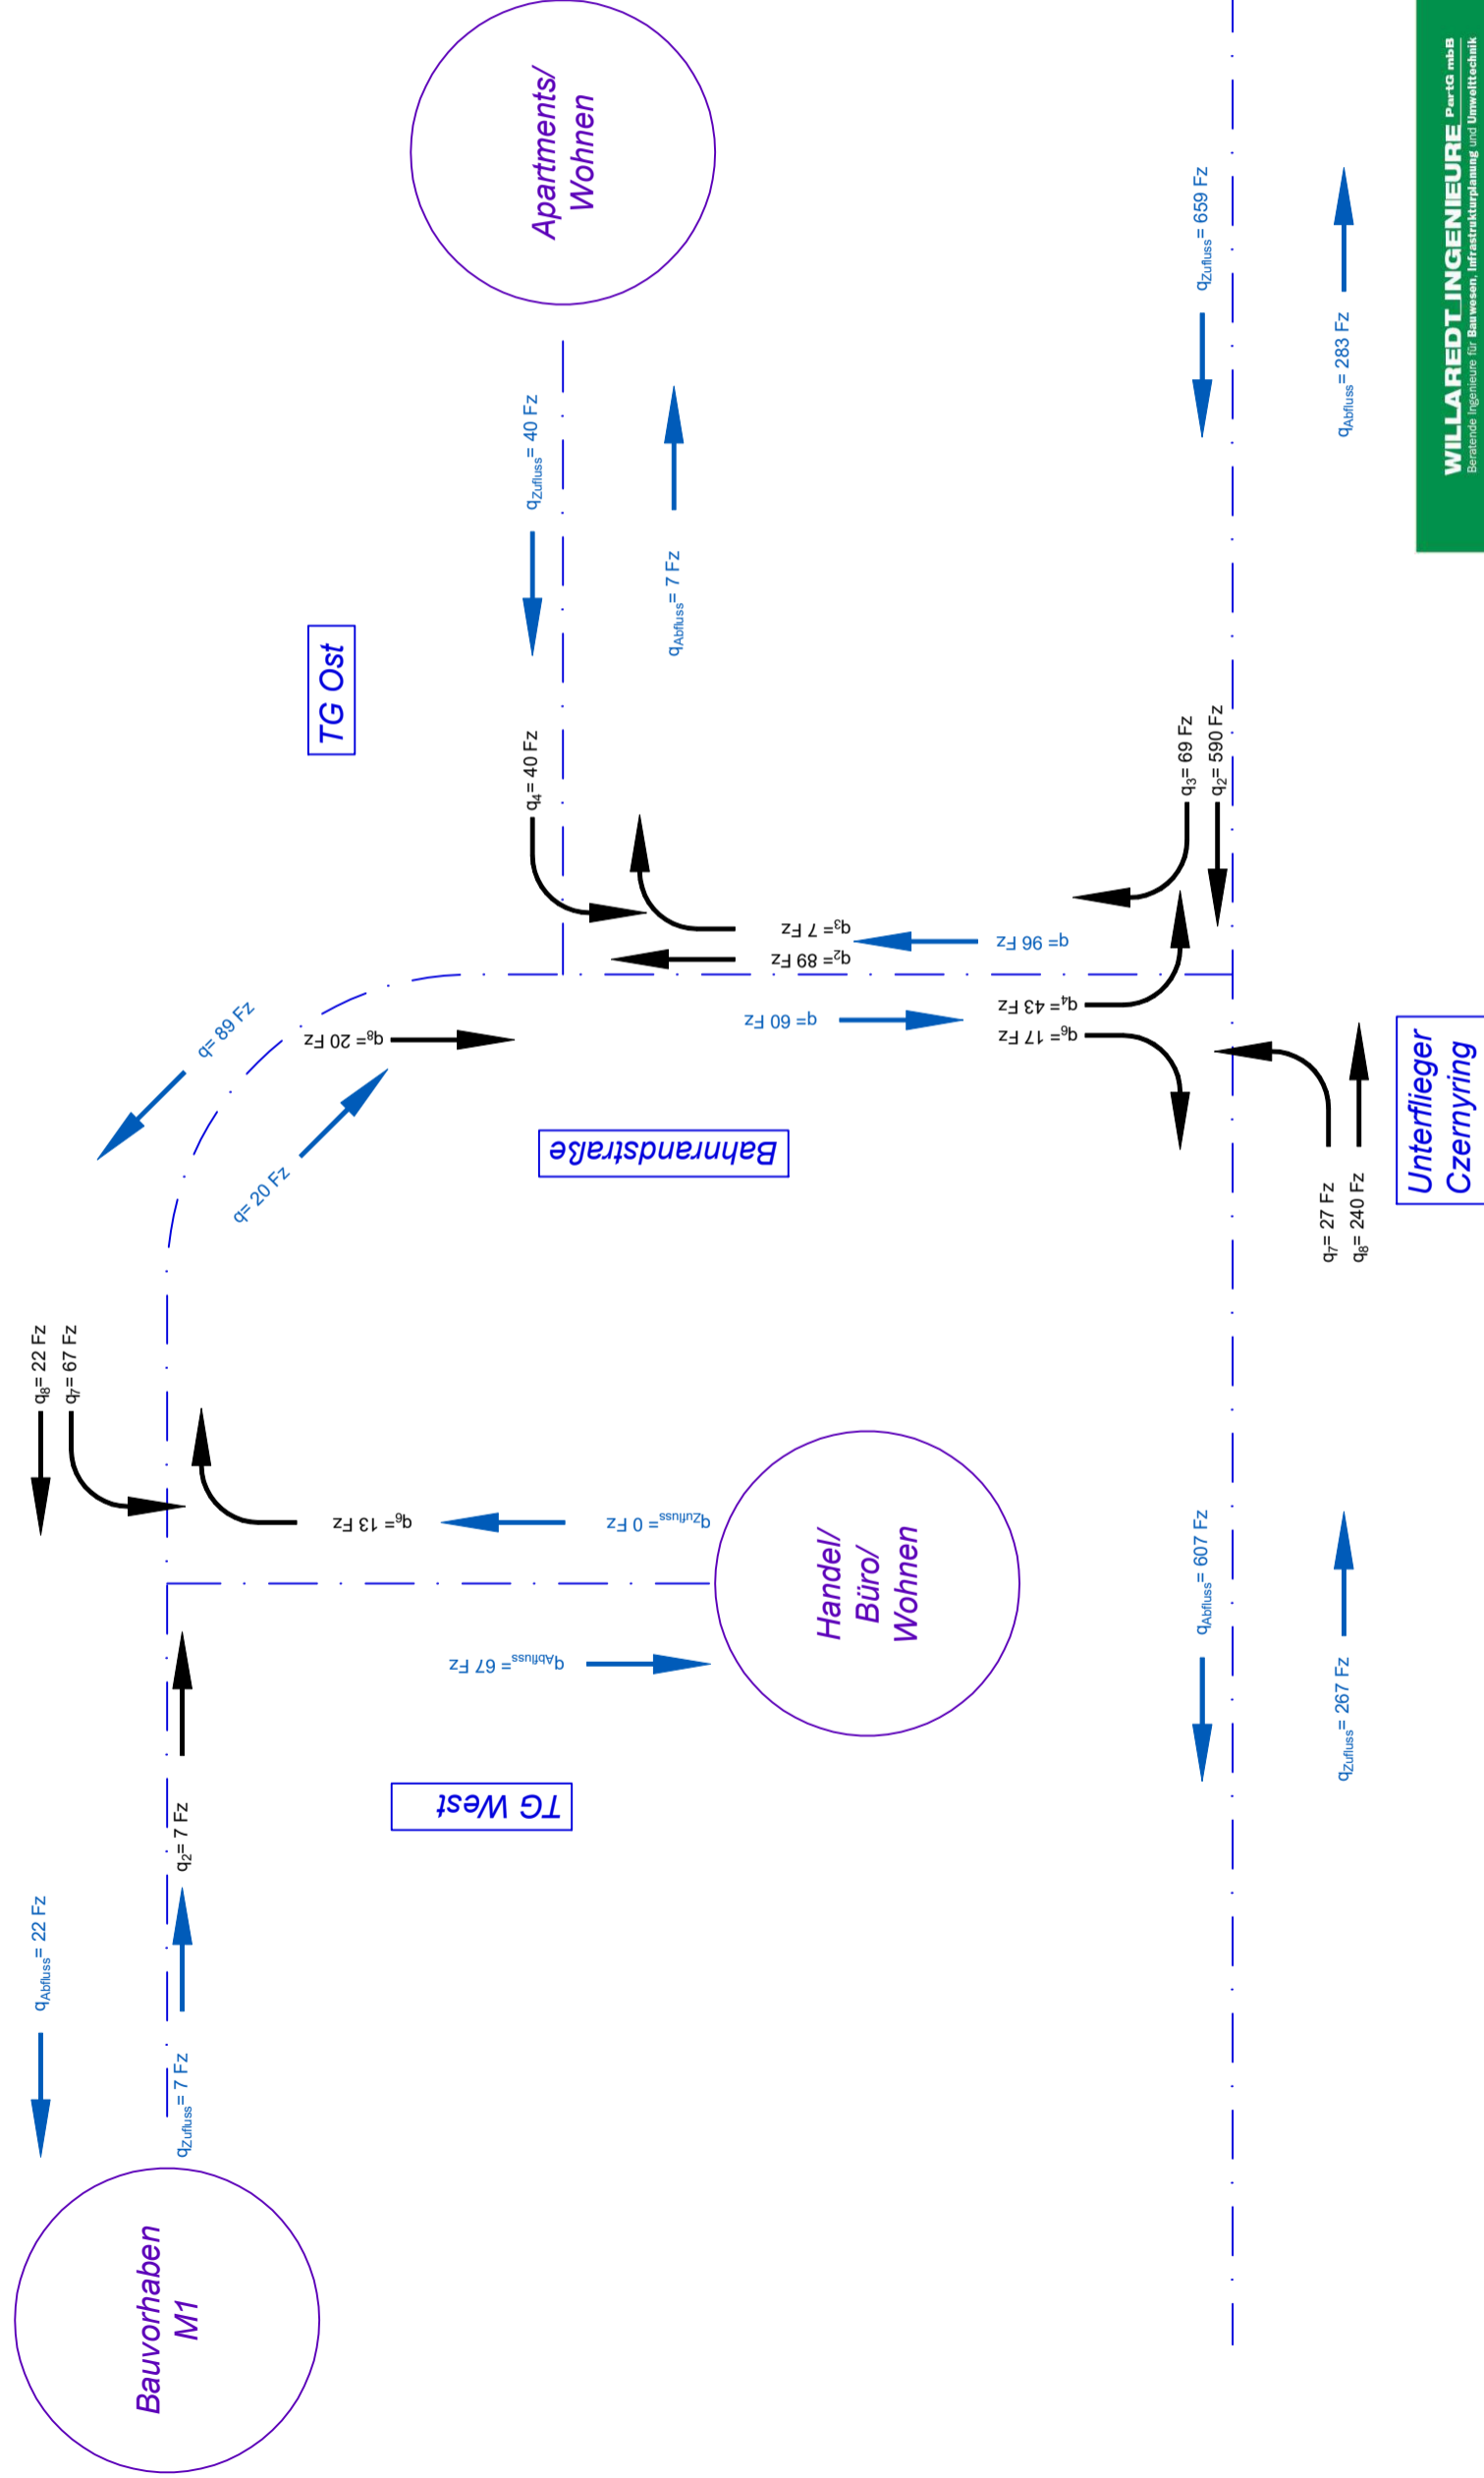 Bauvorhaben
M1
qAbfluss= 22 Fz
qZufluss= 7 Fz
q2= 7 Fz
q8= 22 Fz
q7= 67 Fz
q6= 13 Fz
qZufluss= 0 Fz
qAbfluss= 67 Fz
TG West
Handel/
Büro/
Wohnen
q= 89 Fz
q= 20 Fz
q8= 20 Fz
Bahnrandstraße
TG Ost
Apartments/
Wohnen
qZufluss= 40 Fz
qAbfluss= 7 Fz
q4= 40 Fz
q3= 7 Fz
q2= 89 Fz
q= 96 Fz
q= 60 Fz
q4= 43 Fz
q6= 17 Fz
q3= 69 Fz
q2= 590 Fz
qZufluss= 659 Fz
qAbfluss= 283 Fz
qAbfluss= 607 Fz
qZufluss= 267 Fz
q7= 27 Fz
q8= 240 Fz
Unterflieger
Czernyring
WILLAREDT INGENIEURE PartG mbB
Beratende Ingenieure für Bauwesen, Infrastrukturplanung und Umwelttechnik